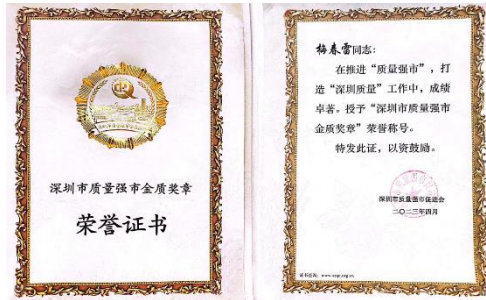 深圳市质量强市金质奖章
荣誉证书
梅春雷同志：
在推进“质量强市”，打
造“深圳质量”工作中，成绩
卓著。授予“深圳市质量强市
金质奖章”荣誉称号。
特发此证，以资鼓励。
深圳市质量强市促进会
二〇二三年四月